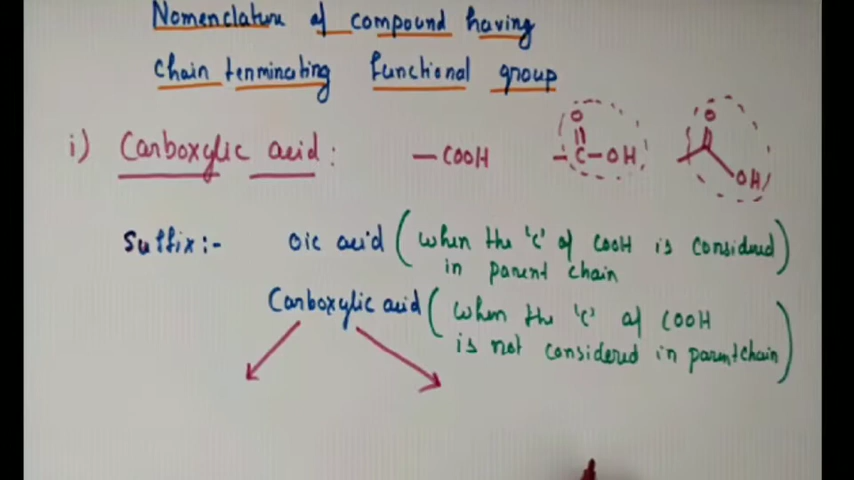 Nomenclature of compound having
chain terminating functional group
i) Carboxylic acid : —COOH
O
–C–OH
O
OH
Suffix:- oic acid (when the 'c' of COOH is considered
in parent chain)
Carboxylic acid (when the 'c' of COOH
is not considered in parent chain)